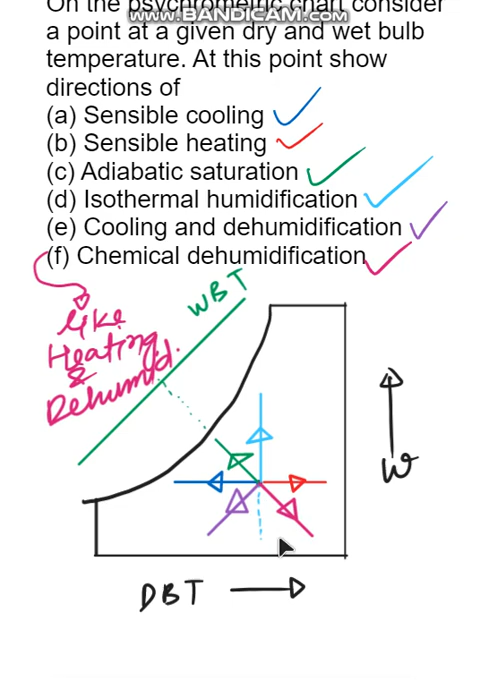 On the psychrometric chart consider
www.BANDICAM.com
a point at a given dry and wet bulb
temperature. At this point show
directions of
(a) Sensible cooling
(b) Sensible heating
(c) Adiabatic saturation
(d) Isothermal humidification
(e) Cooling and dehumidification
(f) Chemical dehumidification
WBT
like
Heating
&
Dehumid.
W
DBT